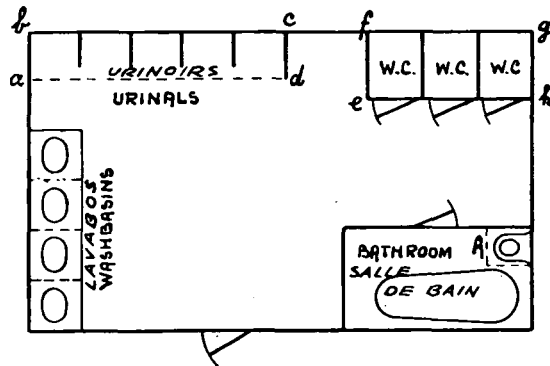 b c f g
W.C. W.C. W.C
a URINOIRS d
URINALS
e h
LAVABOS
WASHBASINS
BATHROOM A
SALLE
DE BAIN